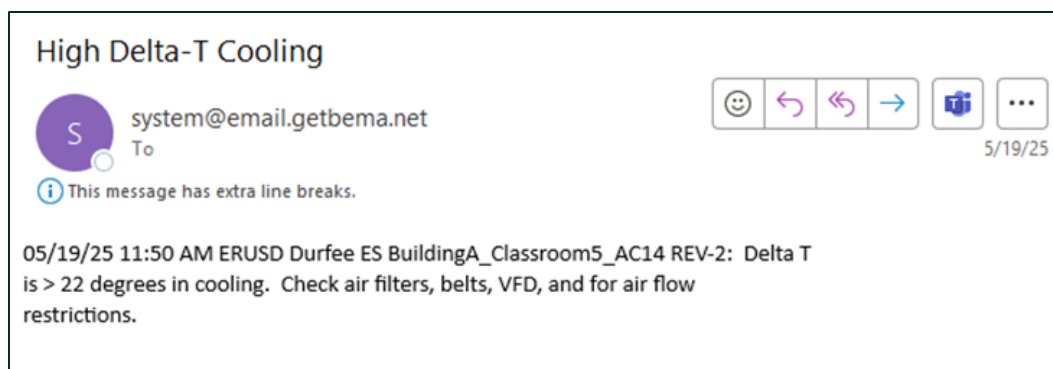 High Delta-T Cooling
S
system@email.getbema.net
To
5/19/25
This message has extra line breaks.
05/19/25 11:50 AM ERUSD Durfee ES BuildingA_Classroom5_AC14 REV-2:  Delta T
is > 22 degrees in cooling.  Check air filters, belts, VFD, and for air flow
restrictions.